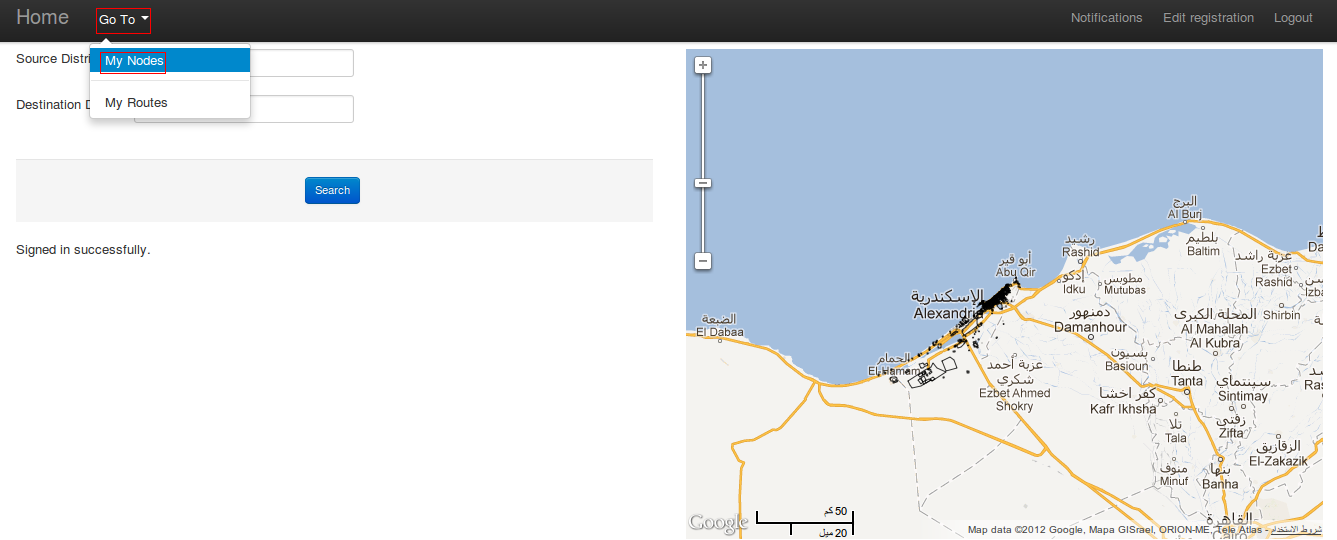 Home
Go To
Notifications
Edit registration
Logout
My Nodes
My Routes
Source Distri
Destination D
Search
Signed in successfully.
البرج
Al Burj
بلطيم
Baltim
رشيد
Rashid
أبو قير
Abu Qir
عزبة راشد
Ezbet
Rashid
إدكو
Idku
مطوبس
Mutubas
الإسكندرية
Alexandria
دمنهور
Damanhour
المحلة الكبرى
Al Mahallah
Al Kubra
Shirbin
الضبعة
El Dabaa
الحمام
El Hamam
عزبة أحمد
شكري
Ezbet Ahmed
Shokry
بسيون
Basioun
طنطا
Tanta
سينتماي
Sintimay
كفر اخشا
Kafr Ikhsha
زفتي
Zifta
تلا
Tala
الزقازيق
El-Zakazik
منوف
Minuf
بنها
Banha
القاهرة
Cairo
Google
50 كم
20 ميل
Map data ©2012 Google, Mapa GISrael, ORION-ME, Tele Atlas - شروط الاستخدام